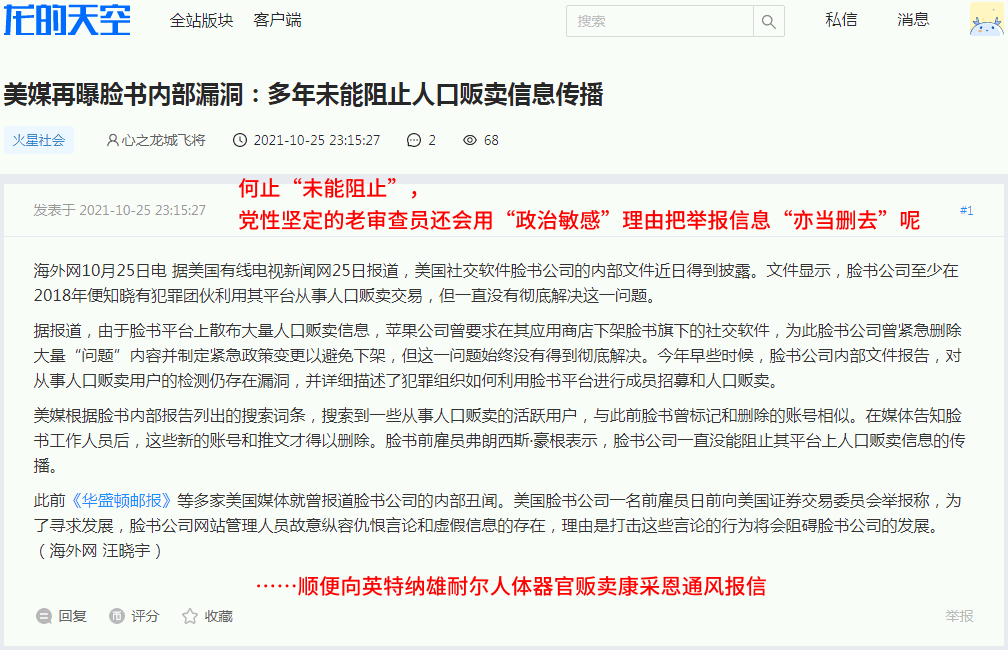 龙的天空 全站版块 客户端 搜索 私信 消息
美媒再曝脸书内部漏洞：多年未能阻止人口贩卖信息传播
火星社会 心之龙城飞将 2021-10-25 23:15:27 2 68
何止“未能阻止”，
发表于 2021-10-25 23:15:27
党性坚定的老审查员还会用“政治敏感”理由把举报信息“亦当删去”呢
#1
海外网10月25日电 据美国有线电视新闻网25日报道，美国社交软件脸书公司的内部文件近日得到披露。文件显示，脸书公司至少在
2018年便知晓有犯罪团伙利用其平台从事人口贩卖交易，但一直没有彻底解决这一问题。
据报道，由于脸书平台上散布大量人口贩卖信息，苹果公司曾要求在其应用商店下架脸书旗下的社交软件，为此脸书公司曾紧急删除
大量“问题”内容并制定紧急政策变更以避免下架，但这一问题始终没有得到彻底解决。今年早些时候，脸书公司内部文件报告，对
从事人口贩卖用户的检测仍存在漏洞，并详细描述了犯罪组织如何利用脸书平台进行成员招募和人口贩卖。
美媒根据脸书内部报告列出的搜索词条，搜索到一些从事人口贩卖的活跃用户，与此前脸书曾标记和删除的账号相似。在媒体告知脸
书工作人员后，这些新的账号和推文才得以删除。脸书前雇员弗朗西斯·豪根表示，脸书公司一直没能阻止其平台上人口贩卖信息的传
播。
此前《华盛顿邮报》等多家美国媒体就曾报道脸书公司的内部丑闻。美国脸书公司一名前雇员日前向美国证券交易委员会举报称，为
了寻求发展，脸书公司网站管理人员故意纵容仇恨言论和虚假信息的存在，理由是打击这些言论的行为将会阻碍脸书公司的发展。
（海外网 汪晓宇）
……顺便向英特纳雄耐尔人体器官贩卖康采恩通风报信
回复 评分 收藏 举报